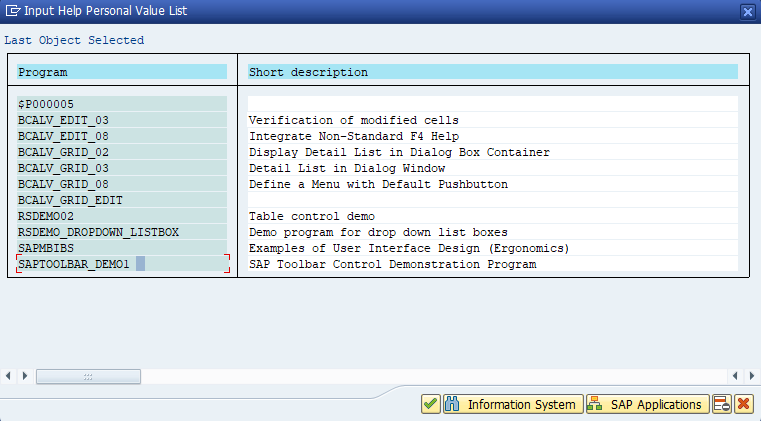 Input Help Personal Value List
Last Object Selected
Program Short description
$P000005
BCALV_EDIT_03 Verification of modified cells
BCALV_EDIT_08 Integrate Non-Standard F4 Help
BCALV_GRID_02 Display Detail List in Dialog Box Container
BCALV_GRID_03 Detail List in Dialog Window
BCALV_GRID_08 Define a Menu with Default Pushbutton
BCALV_GRID_EDIT
RSDEMO02 Table control demo
RSDEMO_DROPDOWN_LISTBOX Demo program for drop down list boxes
SAPMBIBS Examples of User Interface Design (Ergonomics)
SAPTOOLBAR_DEMO1 SAP Toolbar Control Demonstration Program
Information System SAP Applications